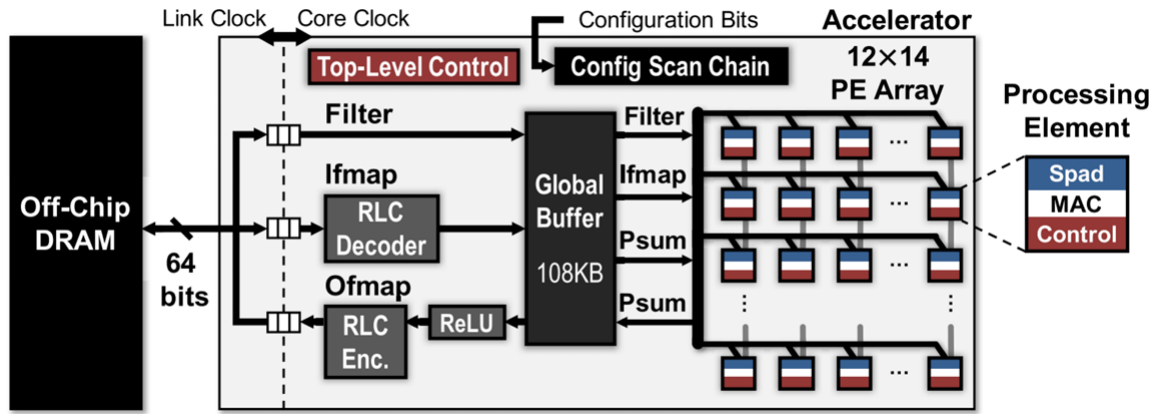 Link Clock
Core Clock
Configuration Bits
Accelerator
12×14
PE Array
Top-Level Control
Config Scan Chain
Processing
Element
Off-Chip
DRAM
64
bits
Filter
Ifmap
RLC
Decoder
Ofmap
RLC
Enc.
ReLU
Global
Buffer
108KB
Filter
Ifmap
Psum
Psum
...
...
...
...
...
...
...
Spad
MAC
Control